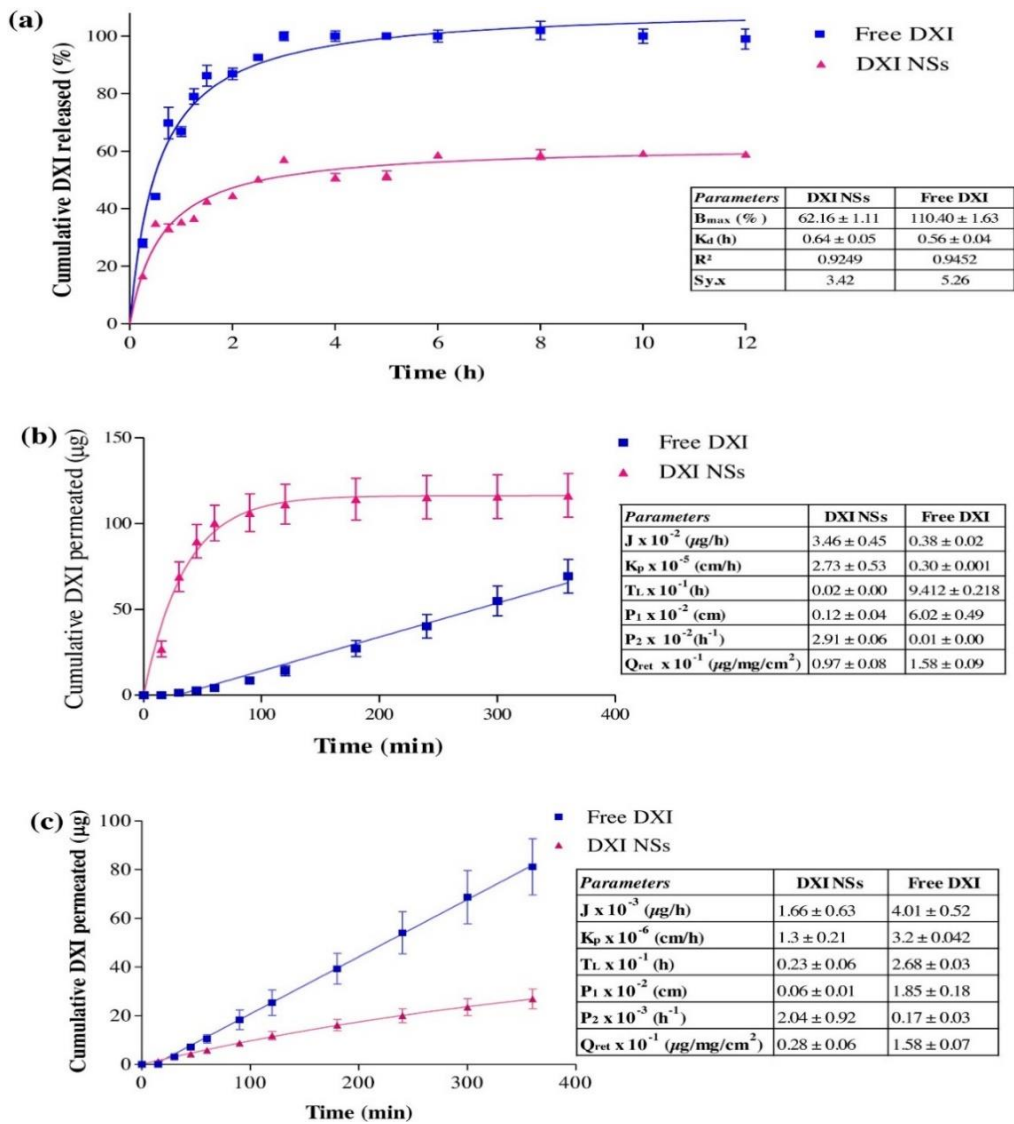 (a)
Cumulative DXI released (%)
100
80
60
40
20
0
0 2 4 6 8 10 12
Time (h)
Free DXI
DXI NSs
Parameters DXI NSs Free DXI
Bmax (%) 62.16 ± 1.11 110.40 ± 1.63
Kd (h) 0.64 ± 0.05 0.56 ± 0.04
R² 0.9249 0.9452
Sy.x 3.42 5.26
(b)
Cumulative DXI permeated (µg)
150
100
50
0
0 100 200 300 400
Time (min)
Free DXI
DXI NSs
Parameters DXI NSs Free DXI
J x 10⁻² (µg/h) 3.46 ± 0.45 0.38 ± 0.02
Kp x 10⁻⁵ (cm/h) 2.73 ± 0.53 0.30 ± 0.001
TL x 10⁻¹ (h) 0.02 ± 0.00 9.412 ± 0.218
P1 x 10⁻² (cm) 0.12 ± 0.04 6.02 ± 0.49
P2 x 10⁻² (h⁻¹) 2.91 ± 0.06 0.01 ± 0.00
Qret x 10⁻¹ (µg/mg/cm²) 0.97 ± 0.08 1.58 ± 0.09
(c)
Cumulative DXI permeated (µg)
100
80
60
40
20
0
0 100 200 300 400
Time (min)
Free DXI
DXI NSs
Parameters DXI NSs Free DXI
J x 10⁻³ (µg/h) 1.66 ± 0.63 4.01 ± 0.52
Kp x 10⁻⁶ (cm/h) 1.3 ± 0.21 3.2 ± 0.042
TL x 10⁻¹ (h) 0.23 ± 0.06 2.68 ± 0.03
P1 x 10⁻² (cm) 0.06 ± 0.01 1.85 ± 0.18
P2 x 10⁻³ (h⁻¹) 2.04 ± 0.92 0.17 ± 0.03
Qret x 10⁻¹ (µg/mg/cm²) 0.28 ± 0.06 1.58 ± 0.07